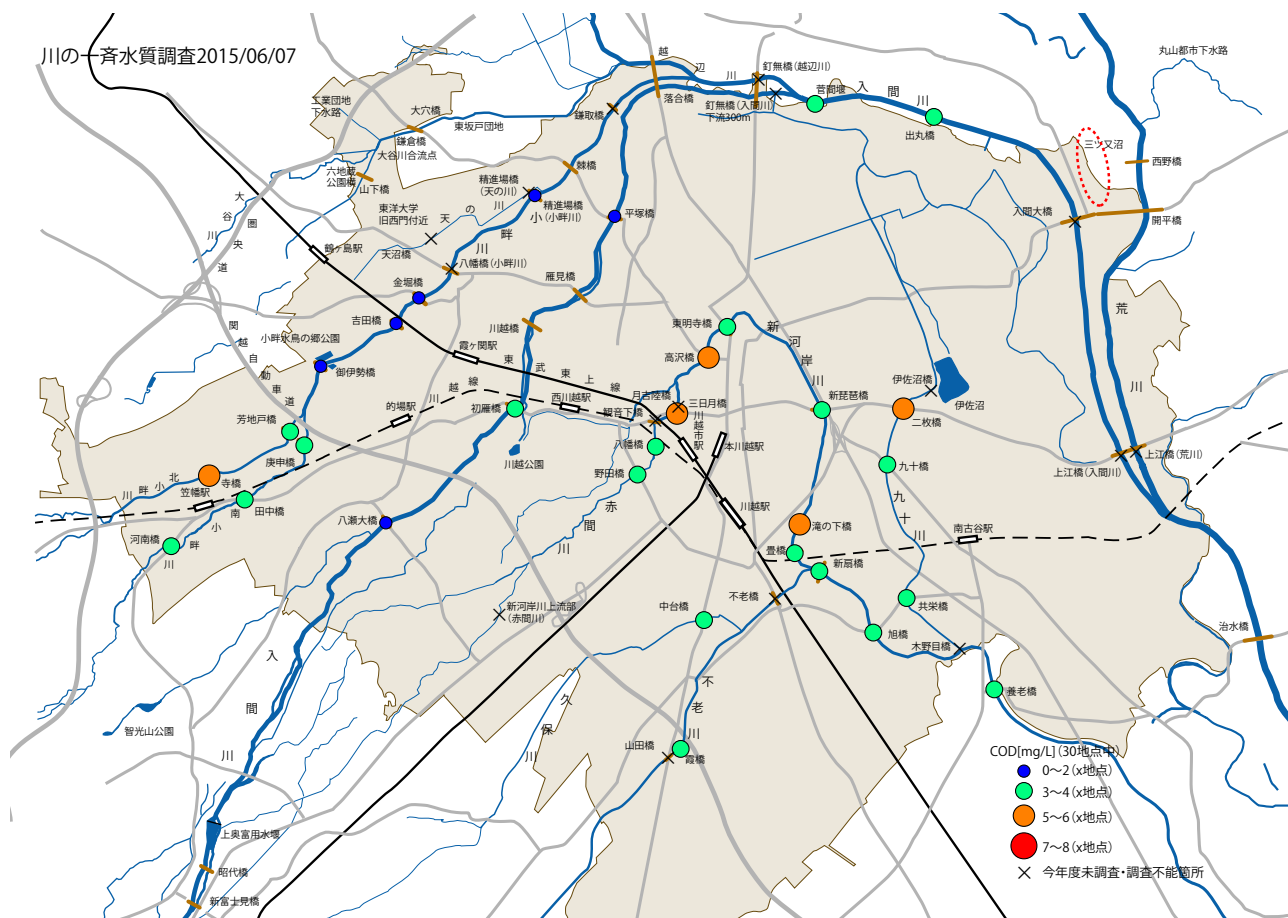 川の一斉水質調査2015/06/07
越
辺
川
釘無橋(越辺川)
丸山都市下水路
落合橋
釘無橋(入間川)
下流300m
菅間堰
入
間
川
出丸橋
工業団地
下水路
大穴橋
鎌取橋
東坂戸団地
鎌倉橋
大谷川合流点
三ツ又沼
西野橋
六地蔵
公園橋
山下橋
棘橋
精進場橋
(天の川)
精進場橋
(小畔川)
小
畔
川
平塚橋
入間大橋
開平橋
大
谷
川
圏
央
道
東洋大学
旧西門付近
天
の
川
鶴ヶ島駅
天沼橋
八幡橋(小畔川)
金堀橋
雁見橋
荒
川
吉田橋
小畔水鳥の郷公園
川越橋
東明寺橋
新
河
岸
川
関
越
自
動
車
道
霞ヶ関駅
東
武
東
上
線
高沢橋
御伊勢橋
川
越
線
西川越駅
月吉陸橋
三日月橋
伊佐沼橋
伊佐沼
的場駅
初雁橋
観音下橋
川越市駅
新琵琶橋
二枚橋
芳地戸橋
庚申橋
川越公園
八幡橋
本川越駅
上江橋(荒川)
上江橋(入間川)
野田橋
九十橋
寺橋
笠幡駅
北
小
畔
川
田中橋
南
小
畔
川
八瀬大橋
赤
間
川
川越駅
滝の下橋
九
十
川
南古谷駅
河南橋
畳橋
新扇橋
新河岸川上流部
(赤間川)
中台橋
不老橋
共栄橋
旭橋
木野目橋
治水橋
入
間
川
養老橋
不
老
川
久
保
川
智光山公園
山田橋
霞橋
COD[mg/L](30地点中)
0〜2(x地点)
3〜4(x地点)
5〜6(x地点)
7〜8(x地点)
今年度未調査・調査不能箇所
上奥富用水堰
昭代橋
新富士見橋